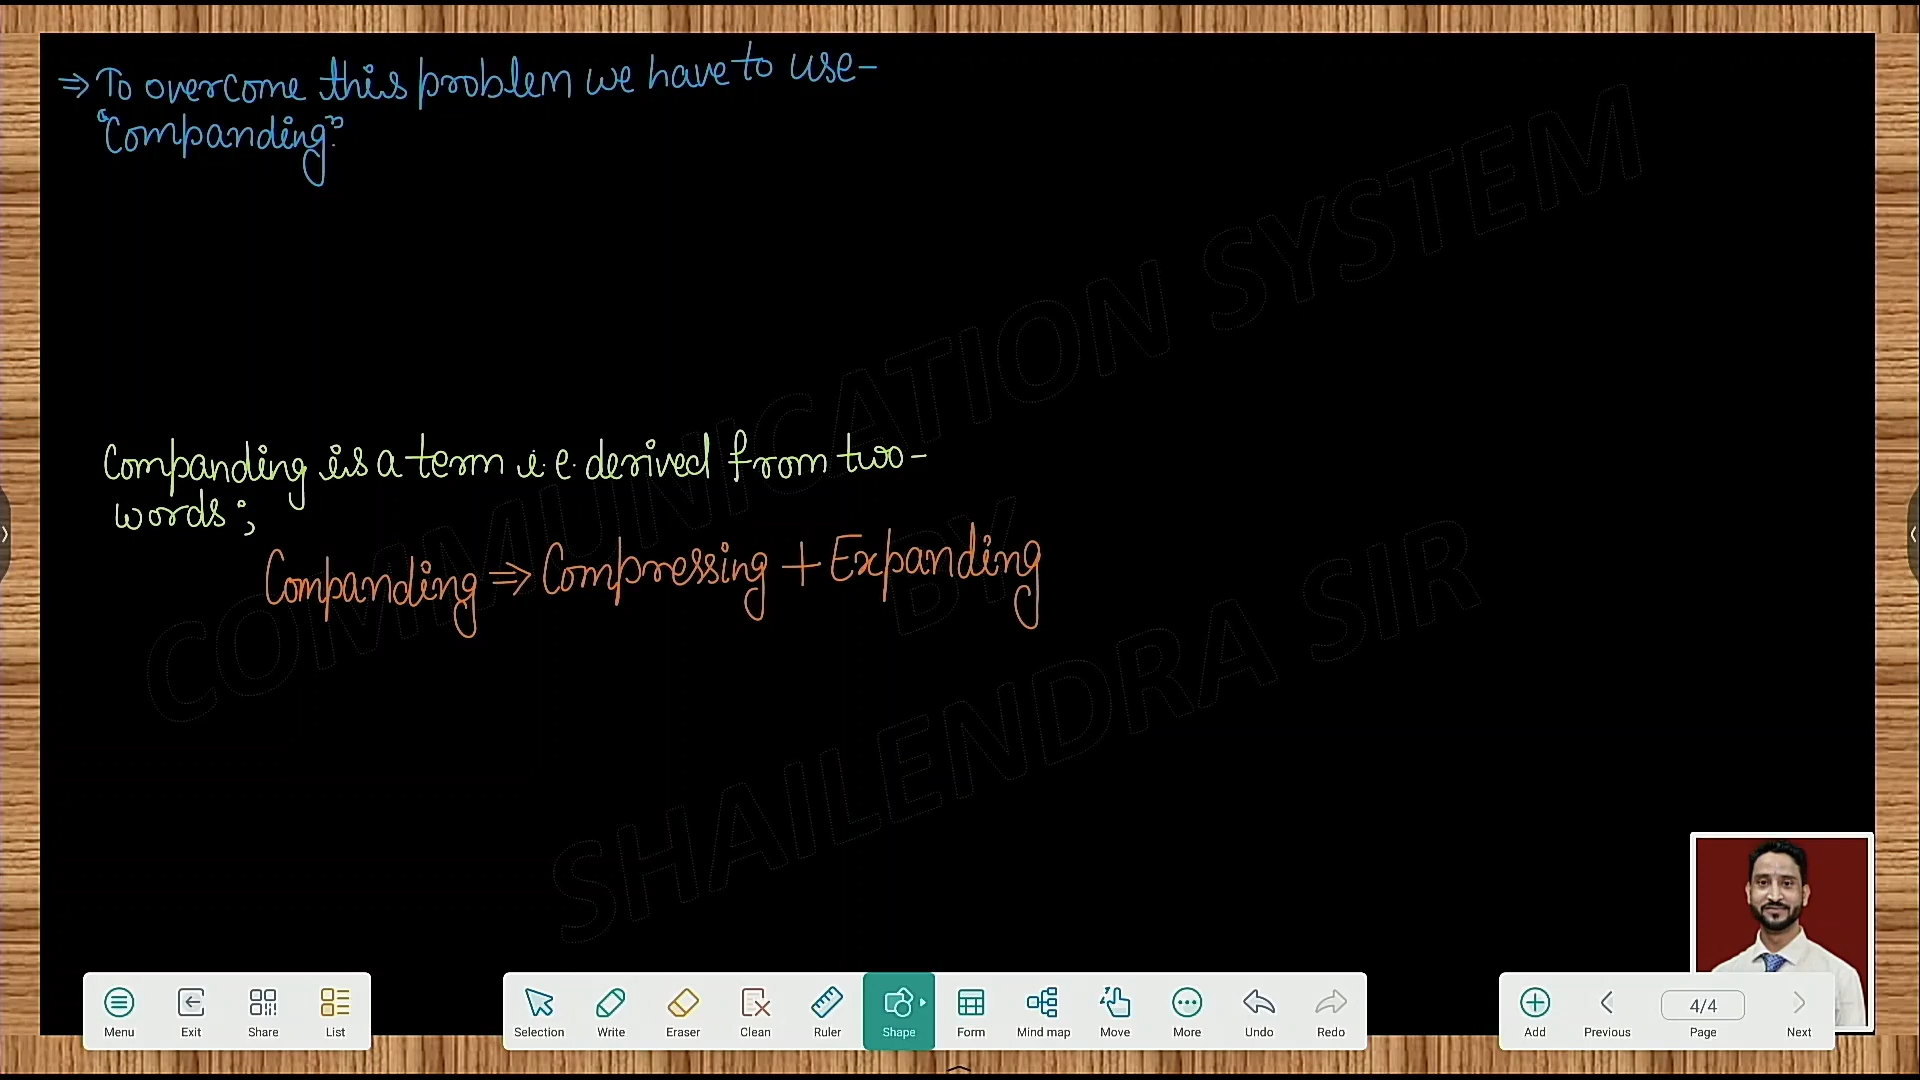 ⇒ To overcome this problem we have to use-
"Companding".
COMMUNICATION SYSTEM
Companding is a term i.e. derived from two-
words ;
BY
Companding ⇒ Compressing + Expanding
SHAILENDRA SIR
Menu
Exit
Share
List
Selection
Write
Eraser
Clean
Ruler
Shape
Form
Mind map
Move
More
Undo
Redo
Add
Previous
4/4
Page
Next